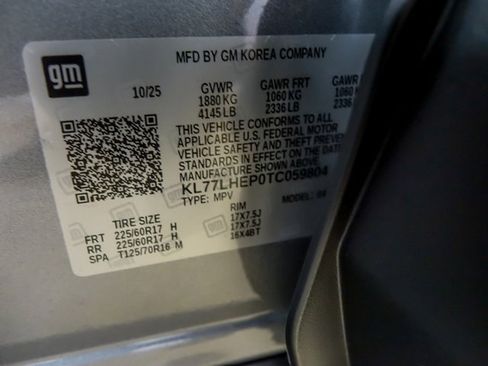 gm
MFD BY GM KOREA COMPANY
10/25 GVWR GAWR FRT GAWR
1880 KG 1060 KG 1060
4145 LB 2336 LB 2336
THIS VEHICLE CONFORMS TO ALL
APPLICABLE U.S. FEDERAL MOTOR
VEHICLE SAFETY AND THEFT
STANDARDS IN EFFECT ON THE
MANUFACTURE SHOWN
KL77LHEP0TC059804
TYPE: MPV MODEL:
TIRE SIZE RIM
FRT 225/60R17 H 17X7.5J
RR 225/60R17 H 17X7.5J
SPA T125/70R16 M 16X4BT